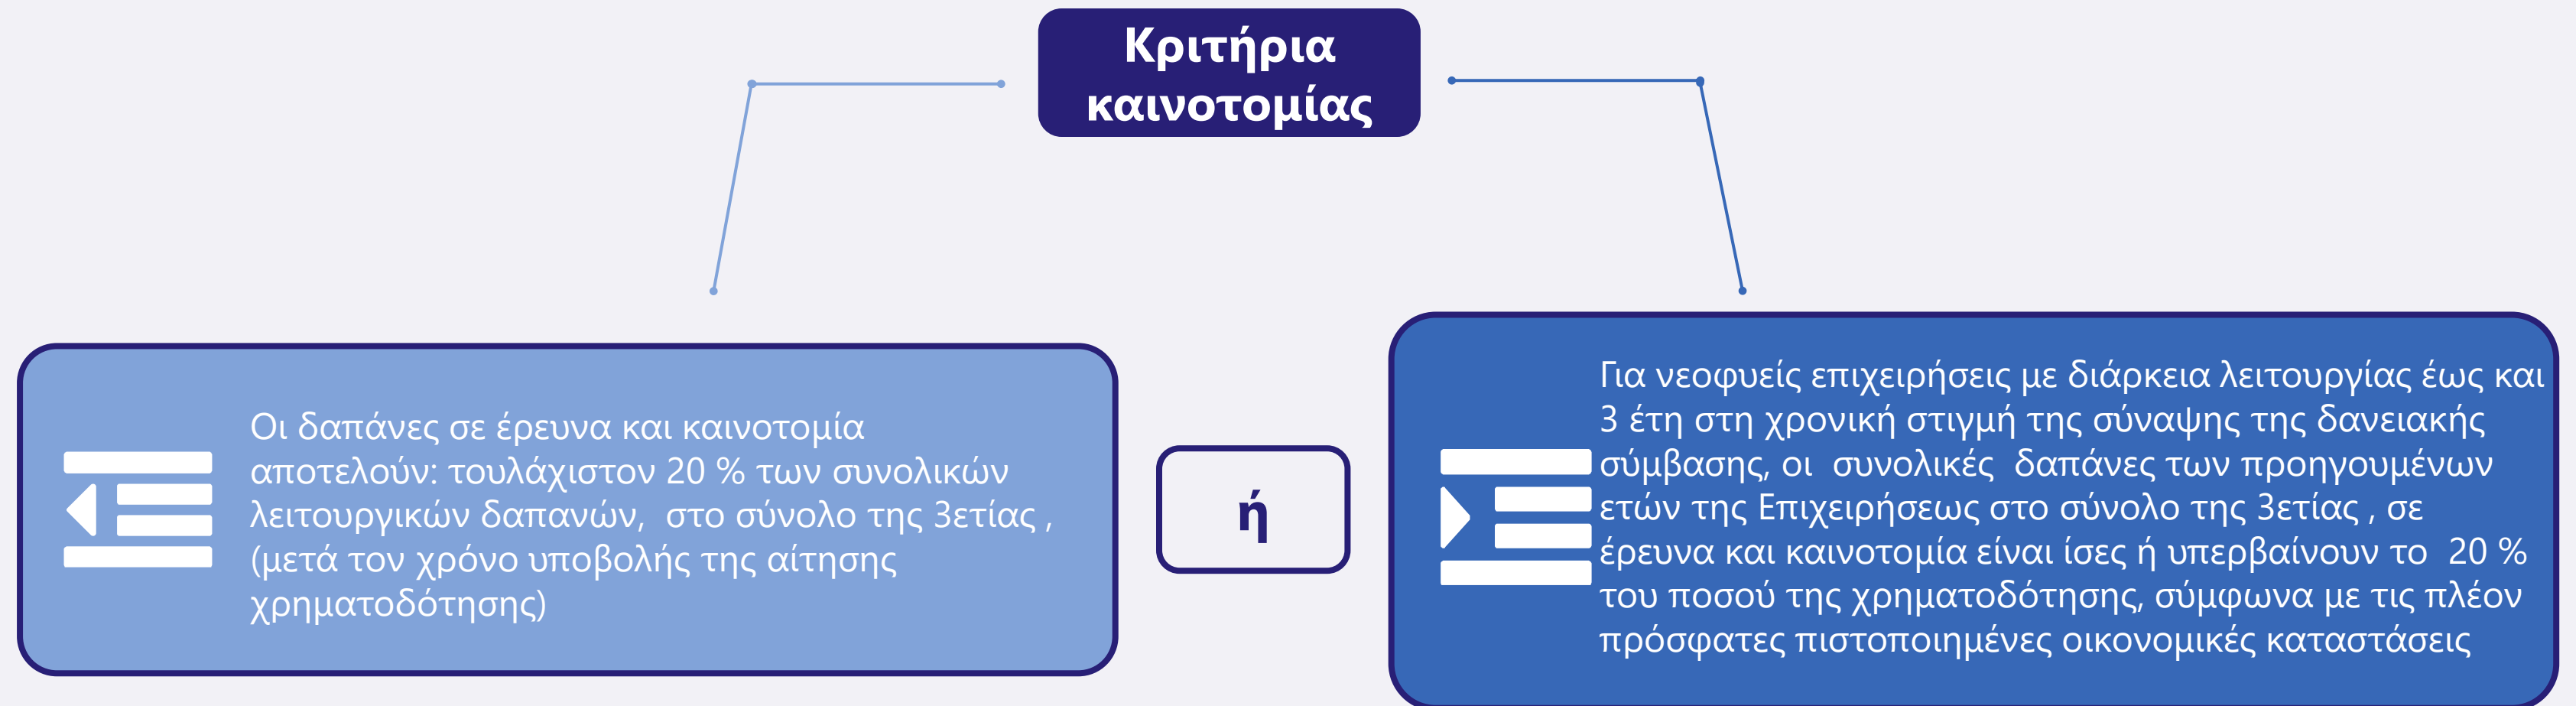 Κριτήρια
καινοτομίας
Οι δαπάνες σε έρευνα και καινοτομία
αποτελούν: τουλάχιστον 20 % των συνολικών
λειτουργικών δαπανών,  στο σύνολο της 3ετίας ,
(μετά τον χρόνο υποβολής της αίτησης
χρηματοδότησης)
ή
Για νεοφυείς επιχειρήσεις με διάρκεια λειτουργίας έως και
3 έτη στη χρονική στιγμή της σύναψης της δανειακής
σύμβασης, οι  συνολικές  δαπάνες των προηγουμένων
ετών της Επιχειρήσεως στο σύνολο της 3ετίας , σε
έρευνα και καινοτομία είναι ίσες ή υπερβαίνουν το  20 %
του ποσού της χρηματοδότησης, σύμφωνα με τις πλέον
πρόσφατες πιστοποιημένες οικονομικές καταστάσεις